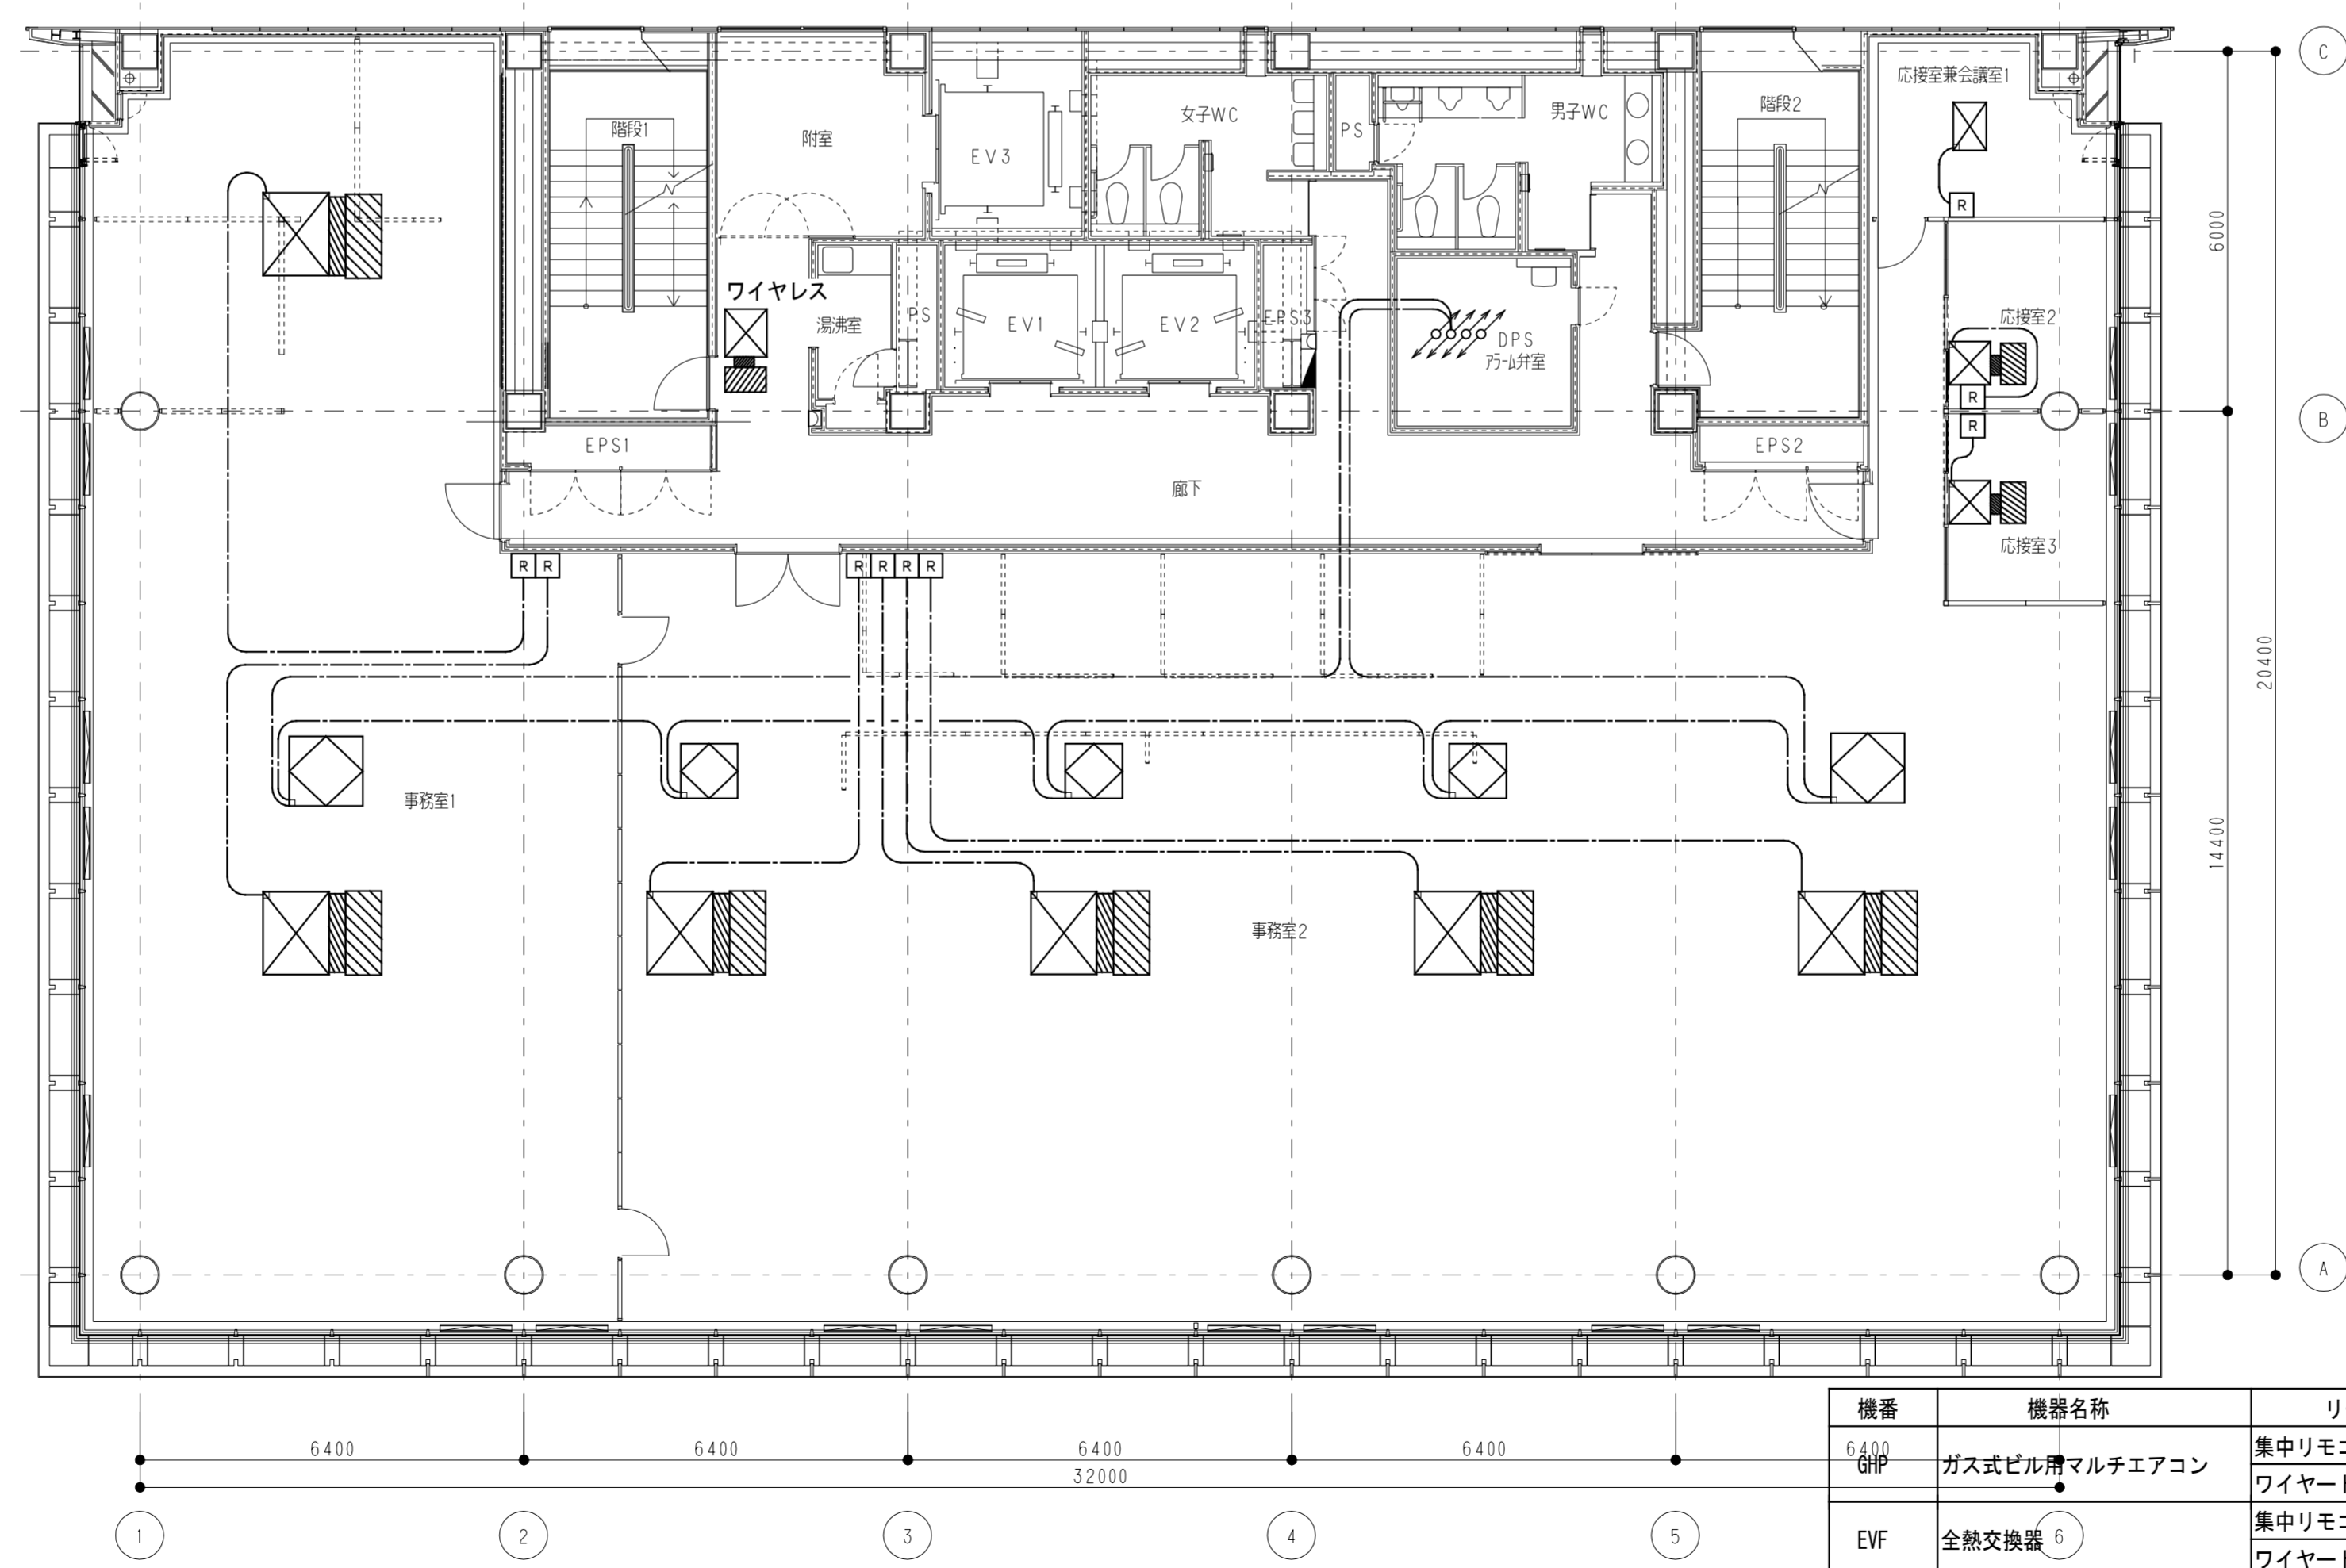 C
応接室兼会議室1
階段2
男子WC
女子WC
PS
階段1
附室
EV3
R
6000
ワイヤレス
湯沸室
PS
EV1
EV2
EPS3
DPS
アラーム弁室
応接室2
R
B
R
EPS1
EPS2
廊下
応接室3
R R
R R R R
20400
事務室1
14400
事務室2
A
機番 機器名称
6400 6400 6400 6400 6400
GHP ガス式ビル用マルチエアコン
集中リモコ
ワイヤード
32000
EVF 全熱交換器
集中リモコ
ワイヤード
1 2 3 4 5 6